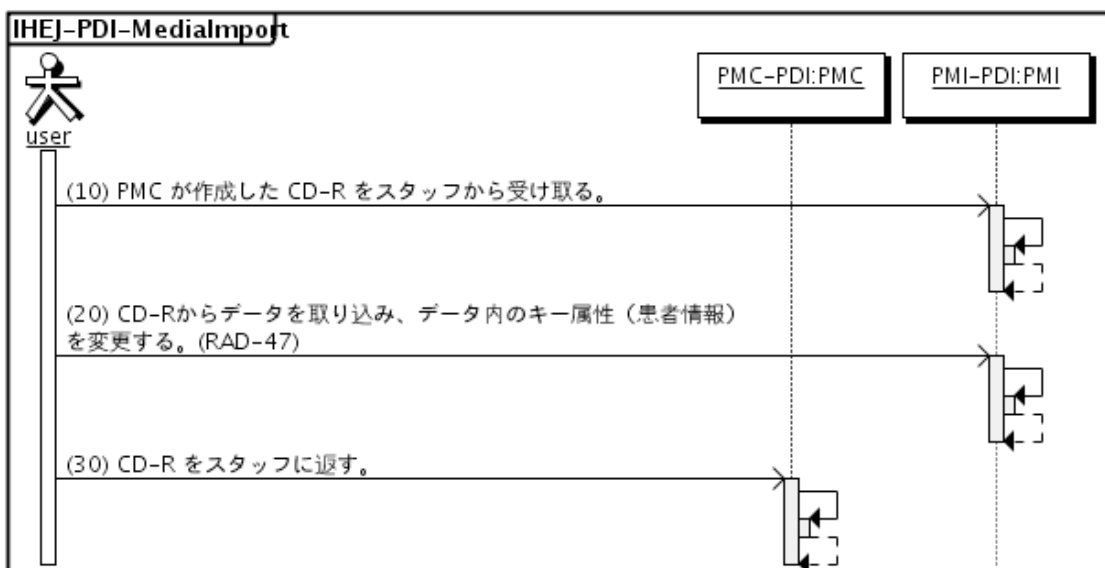 IHEJ-PDI-MediaImport
PMC-PDI:PMC
PMI-PDI:PMI
user
(10) PMC が作成した CD-R をスタッフから受け取る。
(20) CD-Rからデータを取り込み、データ内のキー属性（患者情報）
を変更する。(RAD-47)
(30) CD-R をスタッフに返す。